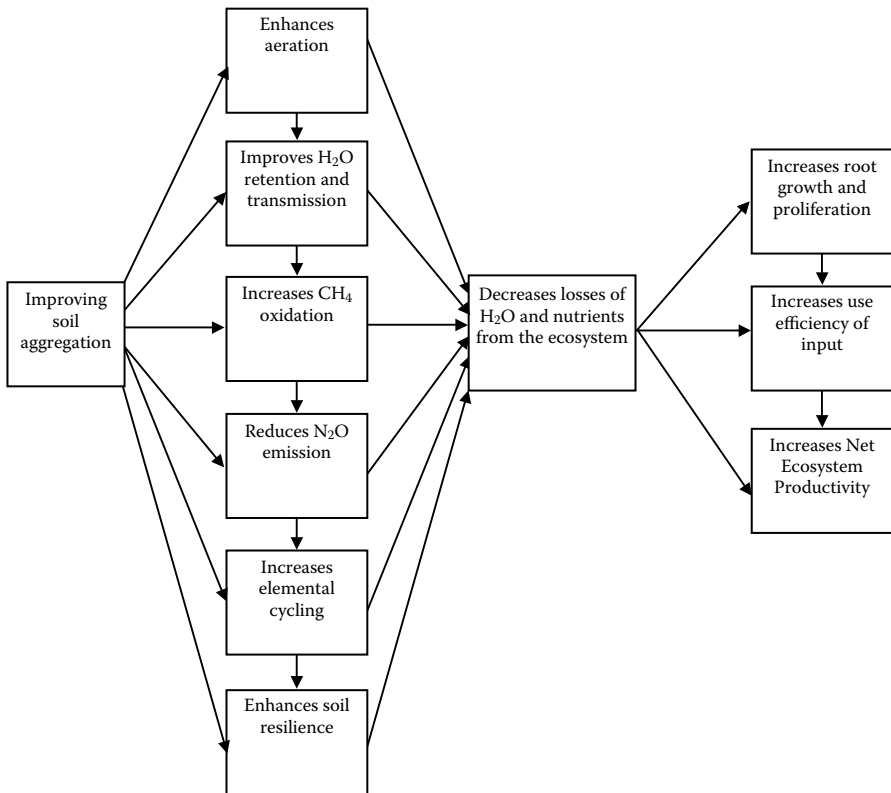 Enhances
aeration
Improves H₂O
retention and
transmission
Increases CH₄
oxidation
Reduces N₂O
emission
Increases
elemental
cycling
Enhances soil
resilience
Improving
soil
aggregation
Decreases losses of
H₂O and nutrients
from the ecosystem
Increases root
growth and
proliferation
Increases use
efficiency of
input
Increases Net
Ecosystem
Productivity